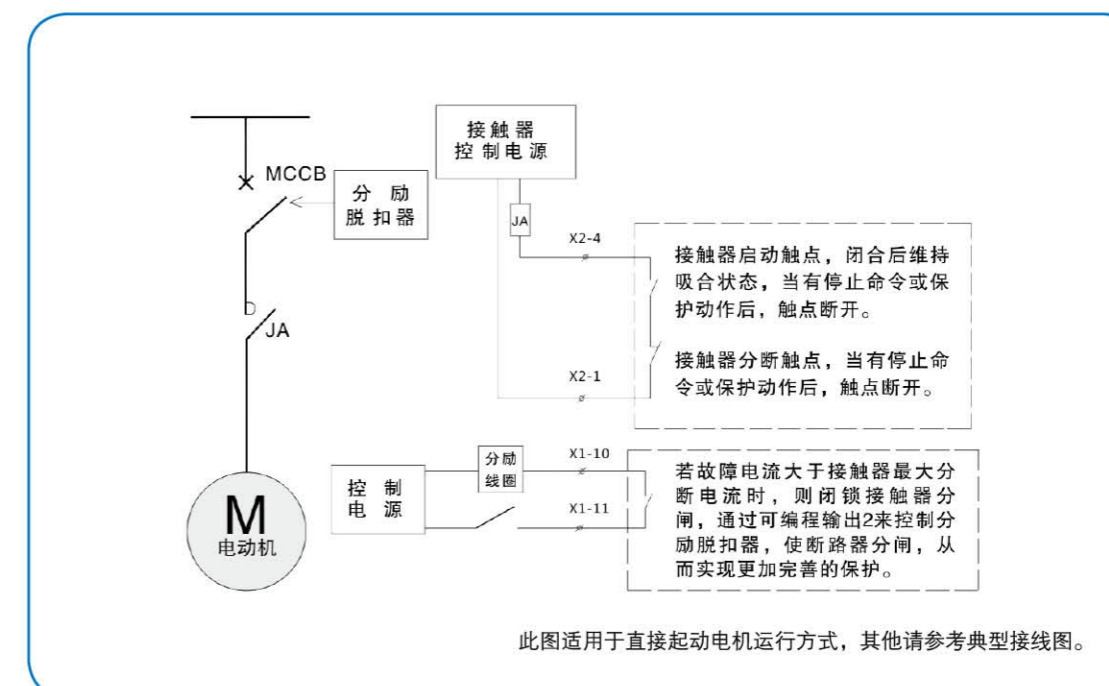 MCCB
分 励
脱扣器
JA
M
电动机
接触器
控制电源
JA
X2-4
X2-1
接触器启动触点，闭合后维持
吸合状态，当有停止命令或保
护动作后，触点断开。
接触器分断触点，当有停止命
令或保护动作后，触点断开。
控 制
电 源
分励
线圈
X1-10
X1-11
若故障电流大于接触器最大分
断电流时，则闭锁接触器分
闸，通过可编程输出2来控制分
励脱扣器，使断路器分闸，从
而实现更加完善的保护。
此图适用于直接起动电机运行方式，其他请参考典型接线图。